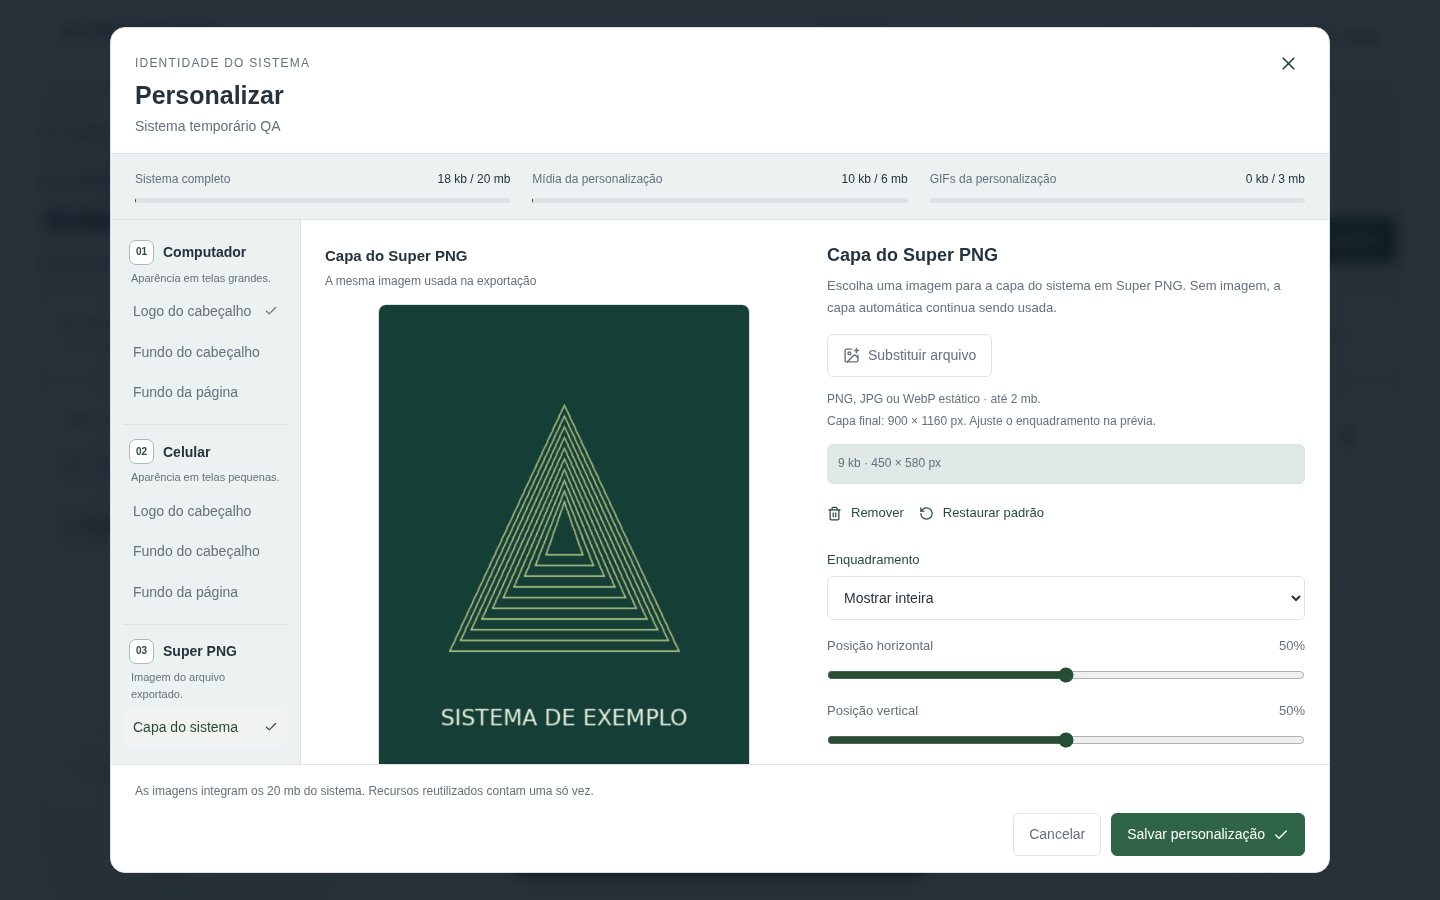 IDENTIDADE DO SISTEMA
Personalizar
Sistema temporário QA
Sistema completo
18 kb / 20 mb
Mídia da personalização
10 kb / 6 mb
GIFs da personalização
0 kb / 3 mb
01 Computador
Aparência em telas grandes.
Logo do cabeçalho
Fundo do cabeçalho
Fundo da página
02 Celular
Aparência em telas pequenas.
Logo do cabeçalho
Fundo do cabeçalho
Fundo da página
03 Super PNG
Imagem do arquivo
exportado.
Capa do sistema
Capa do Super PNG
A mesma imagem usada na exportação
SISTEMA DE EXEMPLO
Capa do Super PNG
Escolha uma imagem para a capa do sistema em Super PNG. Sem imagem, a
capa automática continua sendo usada.
Substituir arquivo
PNG, JPG ou WebP estático · até 2 mb.
Capa final: 900 × 1160 px. Ajuste o enquadramento na prévia.
9 kb · 450 × 580 px
Remover
Restaurar padrão
Enquadramento
Mostrar inteira
Posição horizontal
50%
Posição vertical
50%
As imagens integram os 20 mb do sistema. Recursos reutilizados contam uma só vez.
Cancelar
Salvar personalização